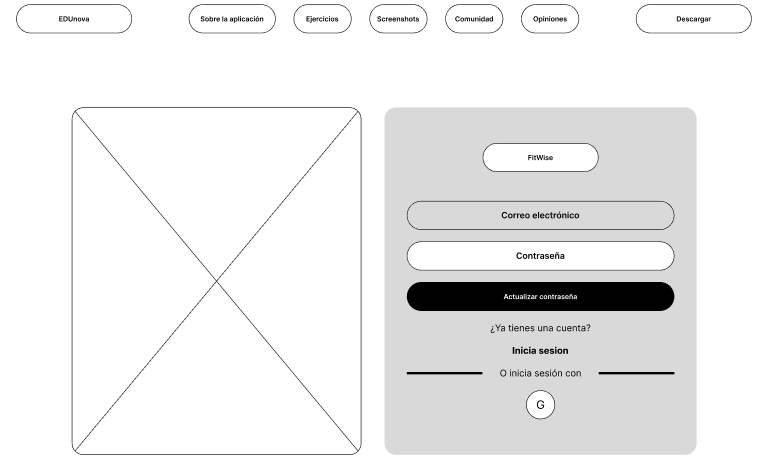 EDUnova
Sobre la aplicación
Ejercicios
Screenshots
Comunidad
Opiniones
Descargar
FitWise
Correo electrónico
Contraseña
Actualizar contraseña
¿Ya tienes una cuenta?
Inicia sesion
O inicia sesión con
G